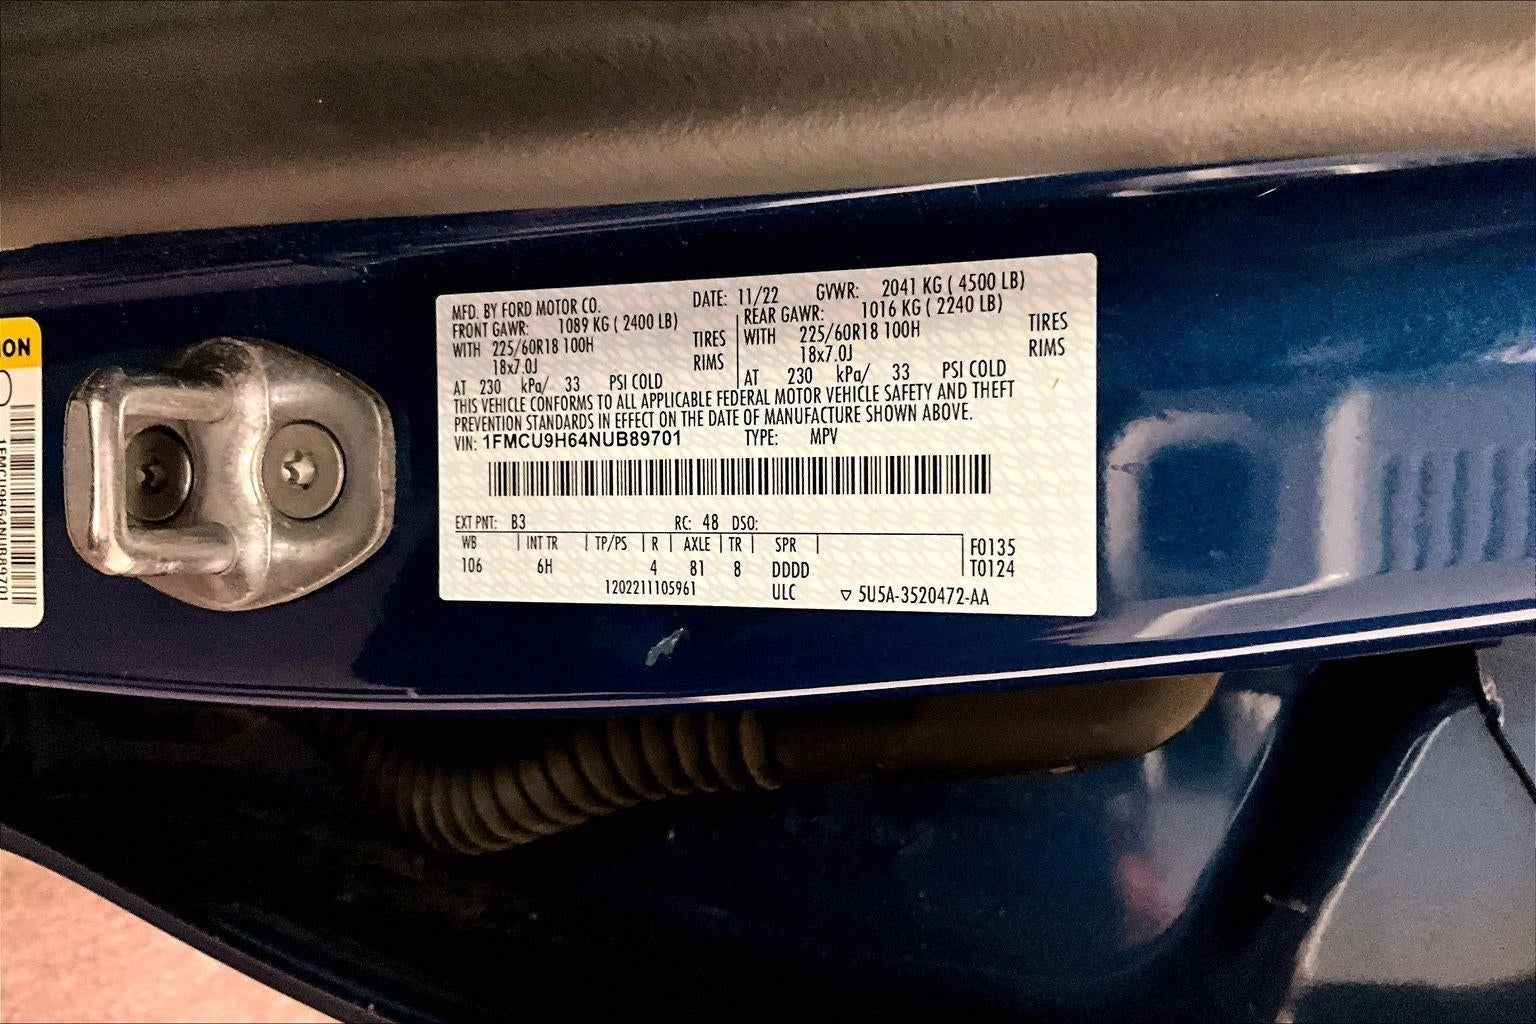 ION
1FMCU9H64NUB89701
MFD. BY FORD MOTOR CO. DATE: 11/22 GVWR: 2041 KG ( 4500 LB)
FRONT GAWR: 1089 KG ( 2400 LB) REAR GAWR: 1016 KG ( 2240 LB)
WITH 225/60R18 100H TIRES WITH 225/60R18 100H TIRES
18x7.0J RIMS 18x7.0J RIMS
AT 230 kPa/ 33 PSI COLD AT 230 kPa/ 33 PSI COLD
THIS VEHICLE CONFORMS TO ALL APPLICABLE FEDERAL MOTOR VEHICLE SAFETY AND THEFT
PREVENTION STANDARDS IN EFFECT ON THE DATE OF MANUFACTURE SHOWN ABOVE.
VIN: 1FMCU9H64NUB89701 TYPE: MPV
EXT PNT: B3 RC: 48 DSO:
WB INT TR TP/PS R AXLE TR SPR F0135
106 6H 4 81 8 DDDD T0124
1202211105961 ULC ▽ 5U5A-3520472-AA